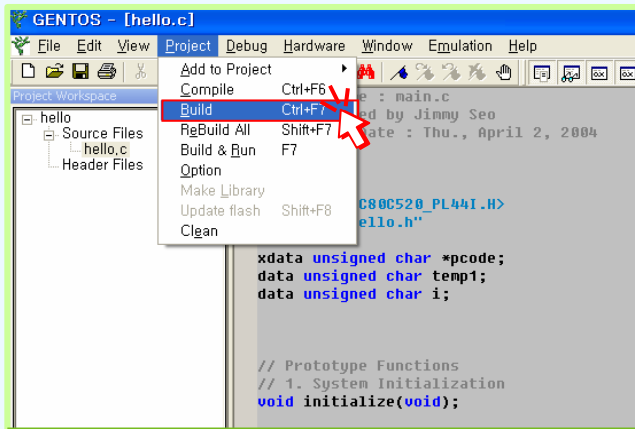 GENTOS - [hello.c]
File Edit View Project Debug Hardware Window Emulation Help
Project Workspace
hello
Source Files
hello.c
Header Files
Add to Project
Compile Ctrl+F6
Build Ctrl+F7
ReBuild All Shift+F7
Build & Run F7
Option
Make Library
Update flash Shift+F8
Clean
: main.c
ed by Jimmy Seo
ate : Thu., April 2, 2004
C80C520_PL44I.H>
ello.h"
xdata unsigned char *pcode;
data unsigned char temp1;
data unsigned char i;
// Prototype Functions
// 1. System Initialization
void initialize(void);